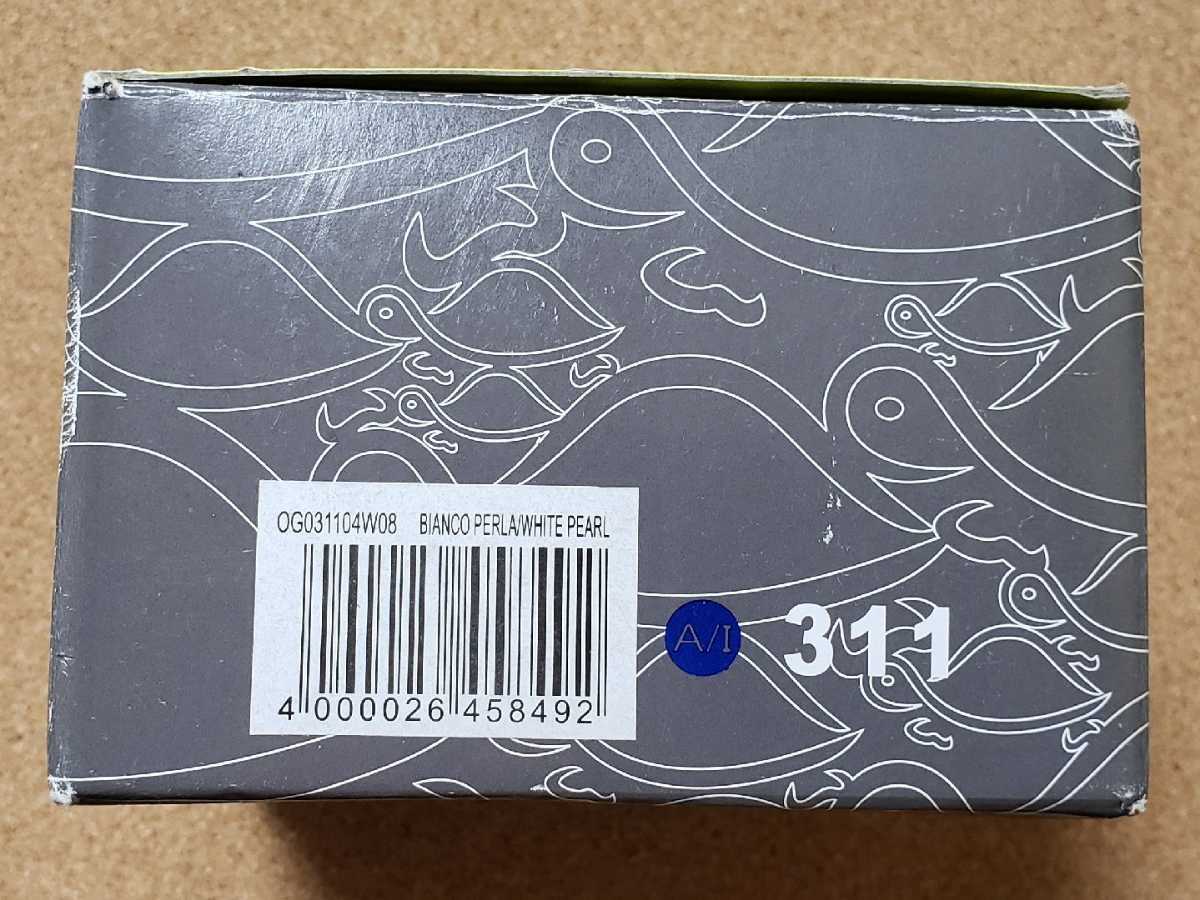 OG031104W08 BIANCO PERLA/WHITE PEARL
4 000026 458492
A/I
311